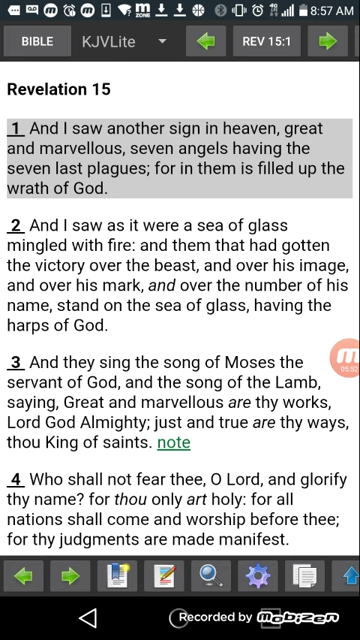 8:57 AM
BIBLE KJVLite REV 15:1
Revelation 15
1 And I saw another sign in heaven, great
and marvellous, seven angels having the
seven last plagues; for in them is filled up the
wrath of God.
2 And I saw as it were a sea of glass
mingled with fire: and them that had gotten
the victory over the beast, and over his image,
and over his mark, and over the number of his
name, stand on the sea of glass, having the
harps of God.
3 And they sing the song of Moses the
servant of God, and the song of the Lamb,
saying, Great and marvellous are thy works,
Lord God Almighty; just and true are thy ways,
thou King of saints. note
05:52
4 Who shall not fear thee, O Lord, and glorify
thy name? for thou only art holy: for all
nations shall come and worship before thee;
for thy judgments are made manifest.
Recorded by Mobizen